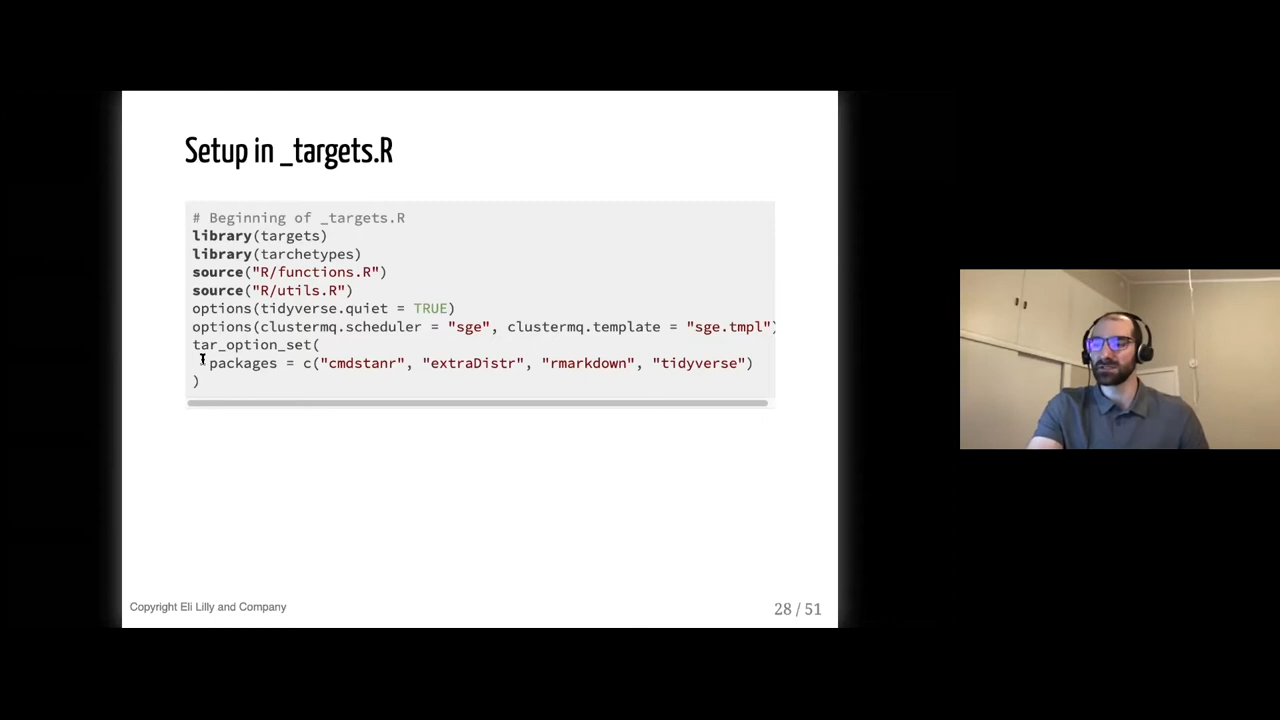 Setup in _targets.R
# Beginning of _targets.R
library(targets)
library(tarchetypes)
source("R/functions.R")
source("R/utils.R")
options(tidyverse.quiet = TRUE)
options(clustermq.scheduler = "sge", clustermq.template = "sge.tmpl")
tar_option_set(
  packages = c("cmdstanr", "extraDistr", "rmarkdown", "tidyverse")
)
Copyright Eli Lilly and Company
28 / 51